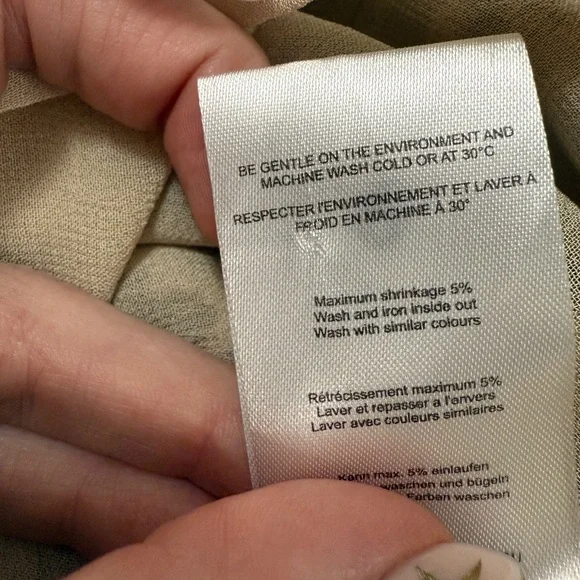 BE GENTLE ON THE ENVIRONMENT AND
MACHINE WASH COLD OR AT 30°C
RESPECTER l'ENVIRONNEMENT ET LAVER À
FROID EN MACHINE À 30°
Maximum shrinkage 5%
Wash and iron inside out
Wash with similar colours
Rétrécissement maximum 5%
Laver et repasser a l'envers
Laver avec couleurs similaires
Kann max. 5% einlaufen
waschen und bügeln
Farben waschen